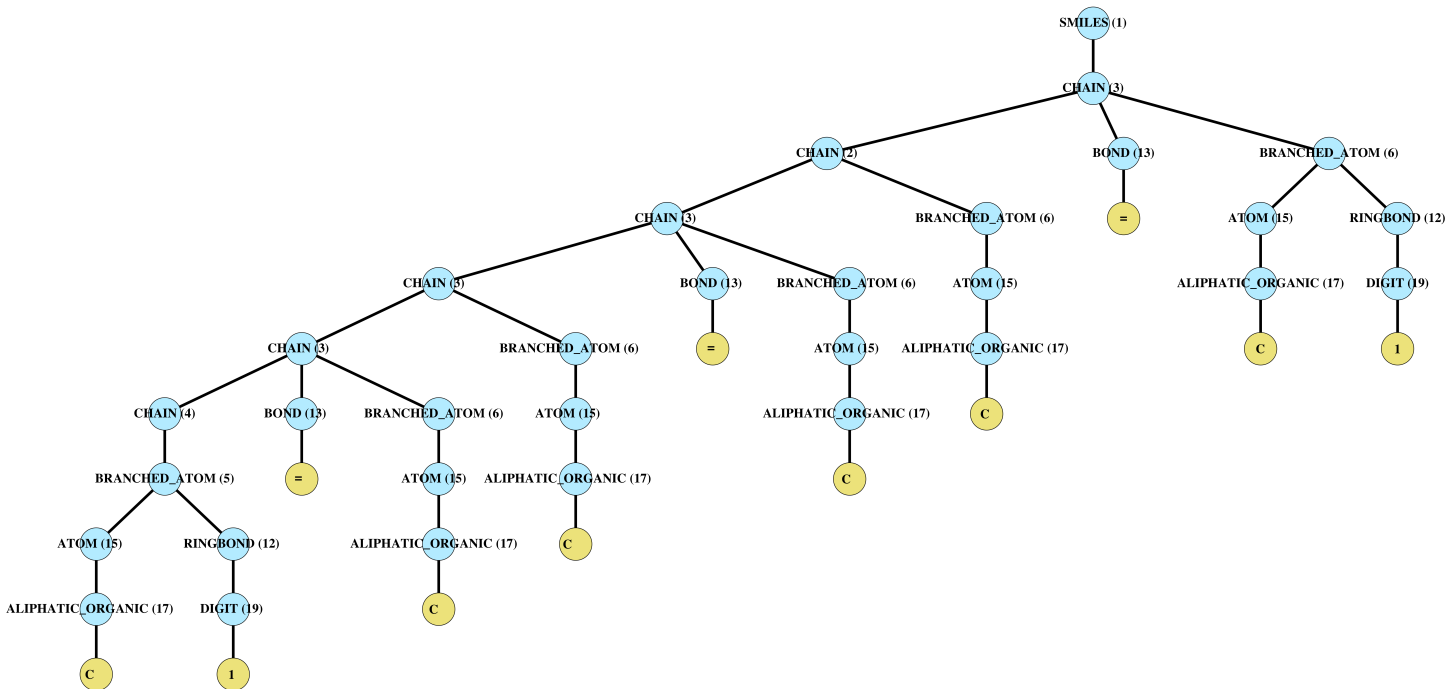 SMILES (1)
CHAIN (3)
CHAIN (2)
BOND (13)
BRANCHED_ATOM (6)
CHAIN (3)
BRANCHED_ATOM (6)
=
ATOM (15)
RINGBOND (12)
CHAIN (3)
BOND (13)
BRANCHED_ATOM (6)
ATOM (15)
ALIPHATIC_ORGANIC (17)
DIGIT (19)
CHAIN (3)
BRANCHED_ATOM (6)
=
ATOM (15)
ALIPHATIC_ORGANIC (17)
C
1
CHAIN (4)
BOND (13)
BRANCHED_ATOM (6)
ATOM (15)
ALIPHATIC_ORGANIC (17)
C
BRANCHED_ATOM (5)
=
ATOM (15)
ALIPHATIC_ORGANIC (17)
C
ATOM (15)
RINGBOND (12)
ALIPHATIC_ORGANIC (17)
C
ALIPHATIC_ORGANIC (17)
DIGIT (19)
C
C
1